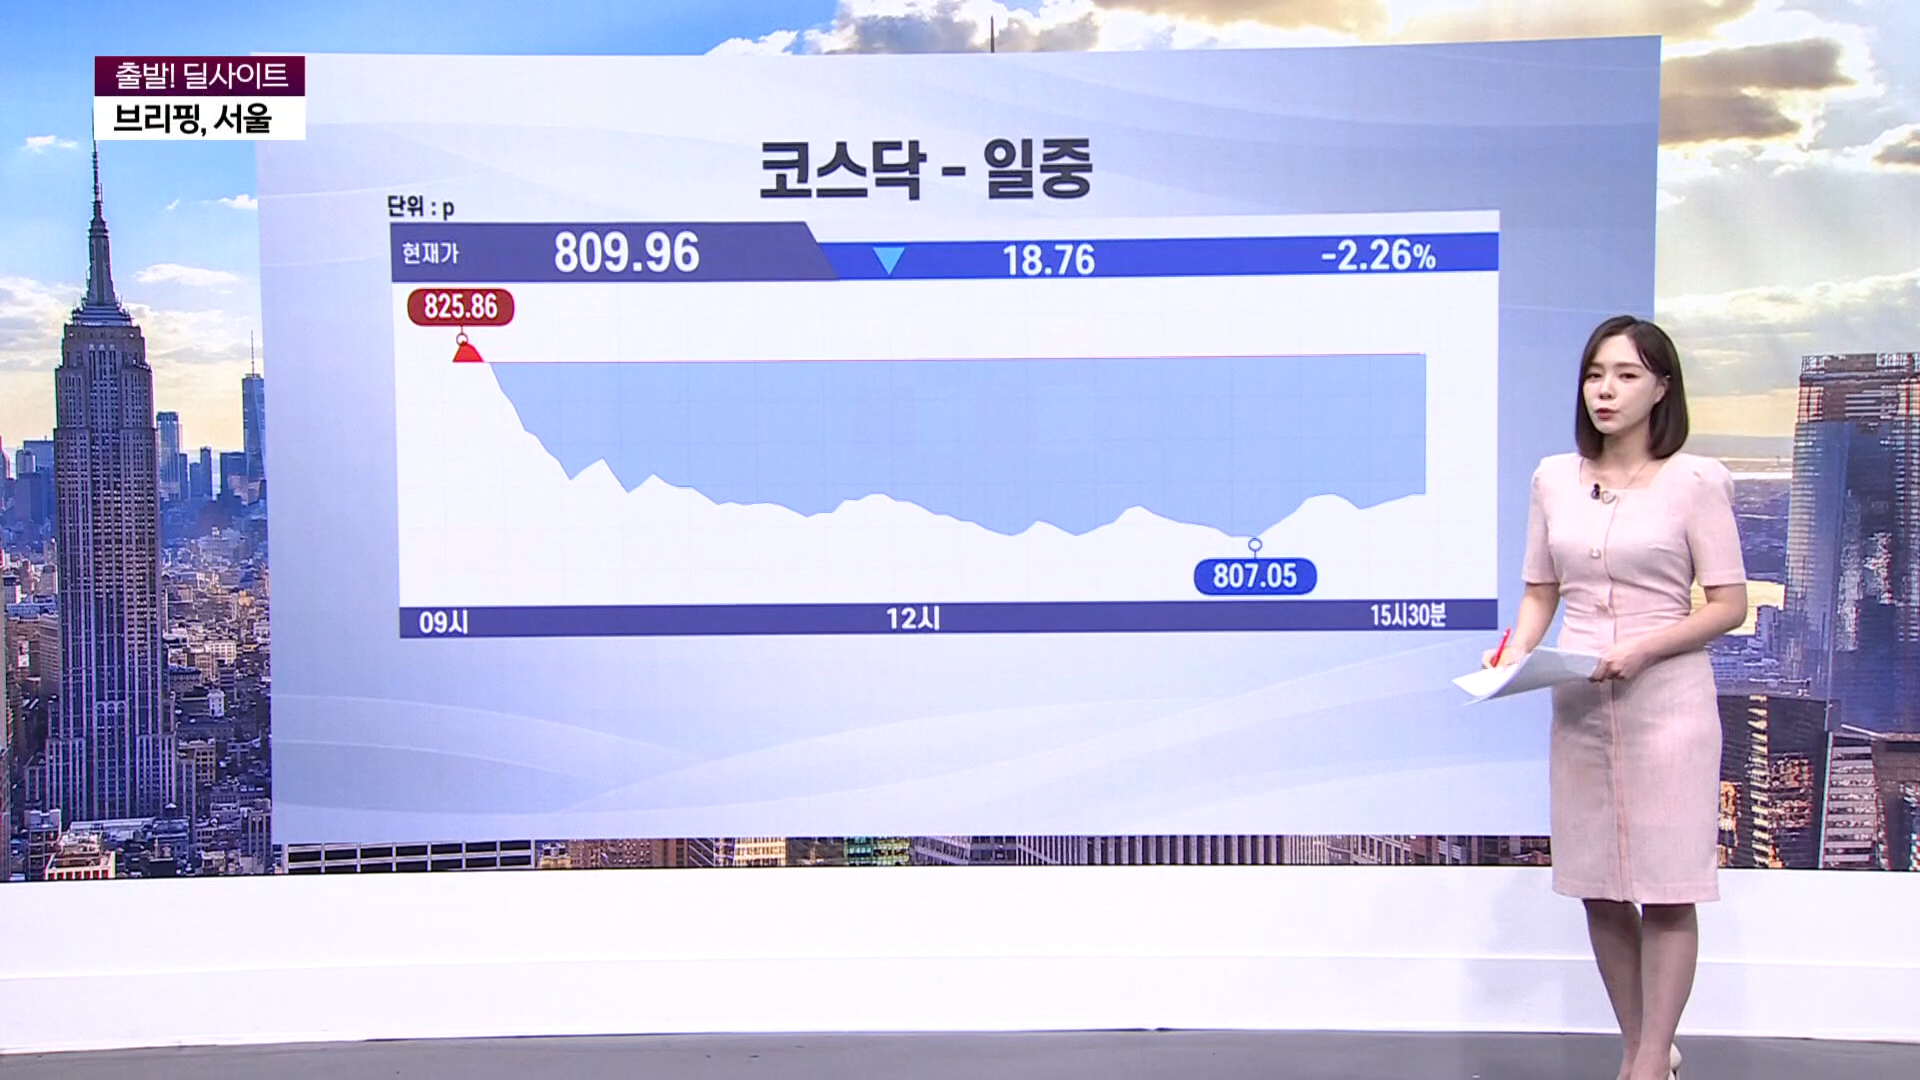 출발! 딜사이트
브리핑, 서울
코스닥 - 일중
단위 : p
현재가 809.96 ▼ 18.76 -2.26%
825.86
807.05
09시 12시 15시30분